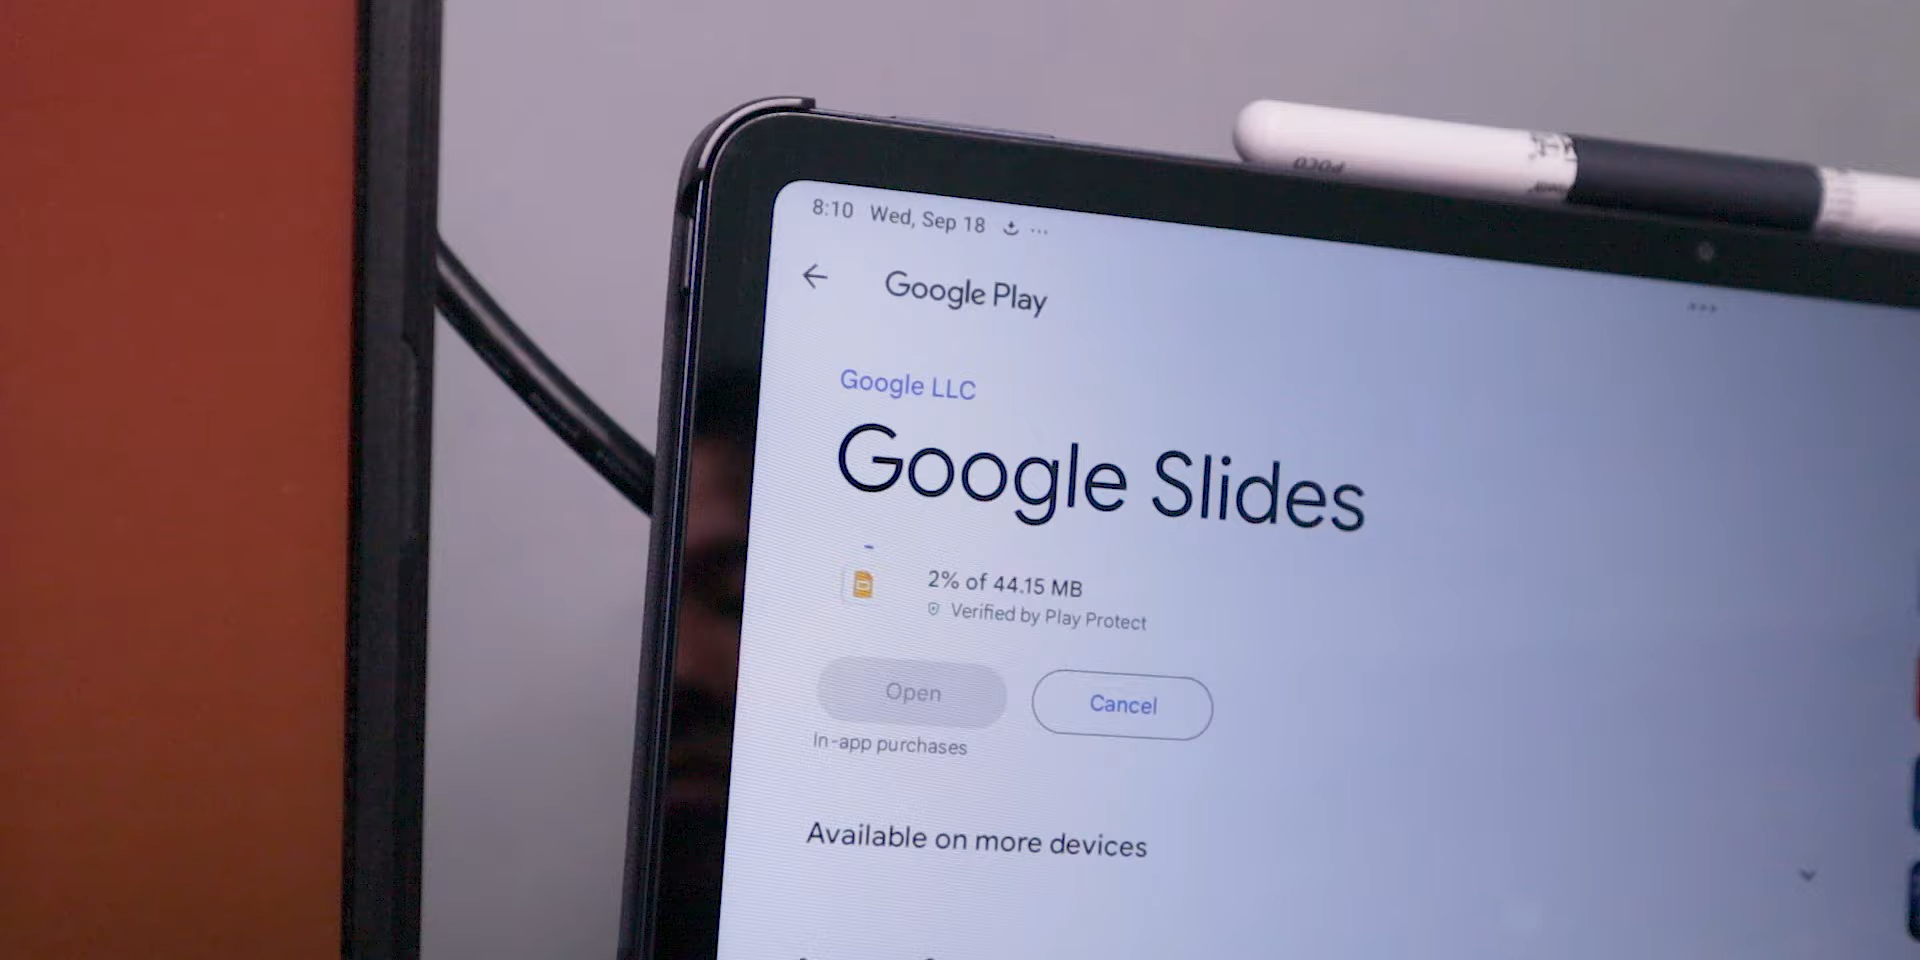 POCO
8:10 Wed, Sep 18
Google Play
Google LLC
Google Slides
2% of 44.15 MB
Verified by Play Protect
Open
Cancel
In-app purchases
Available on more devices